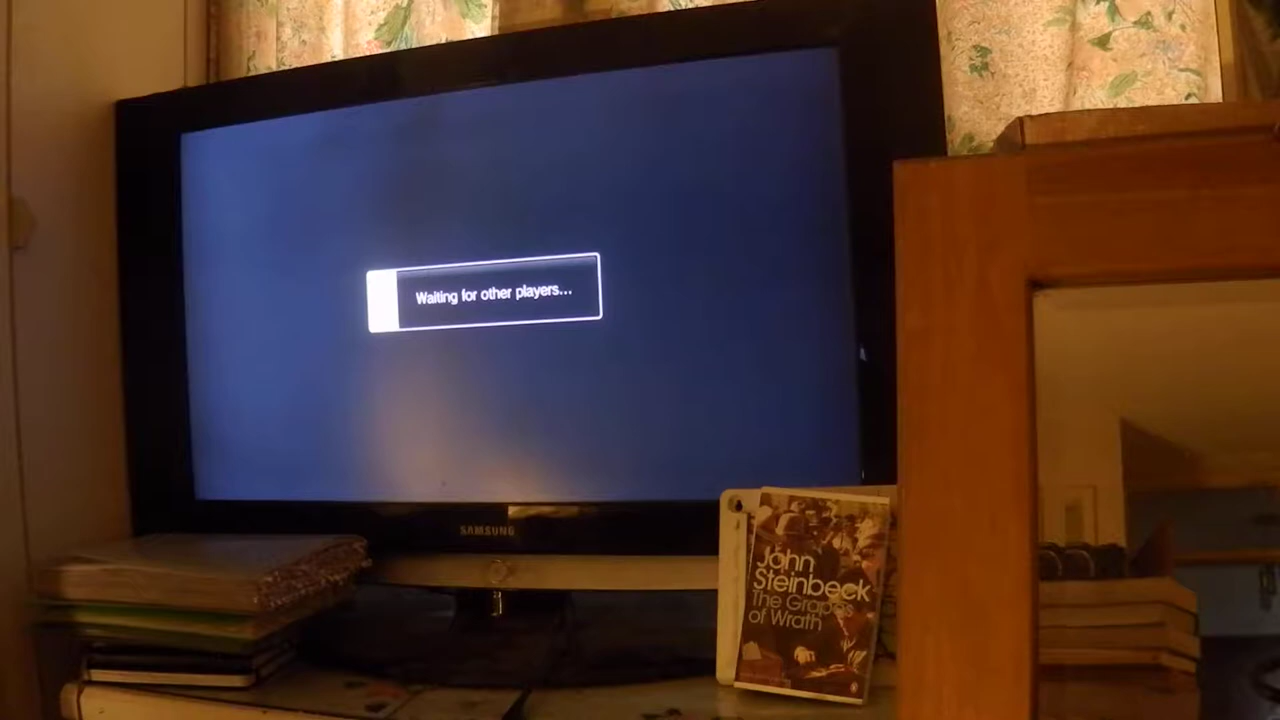 Waiting for other players...
SAMSUNG
John
Steinbeck
The Grapes
of Wrath